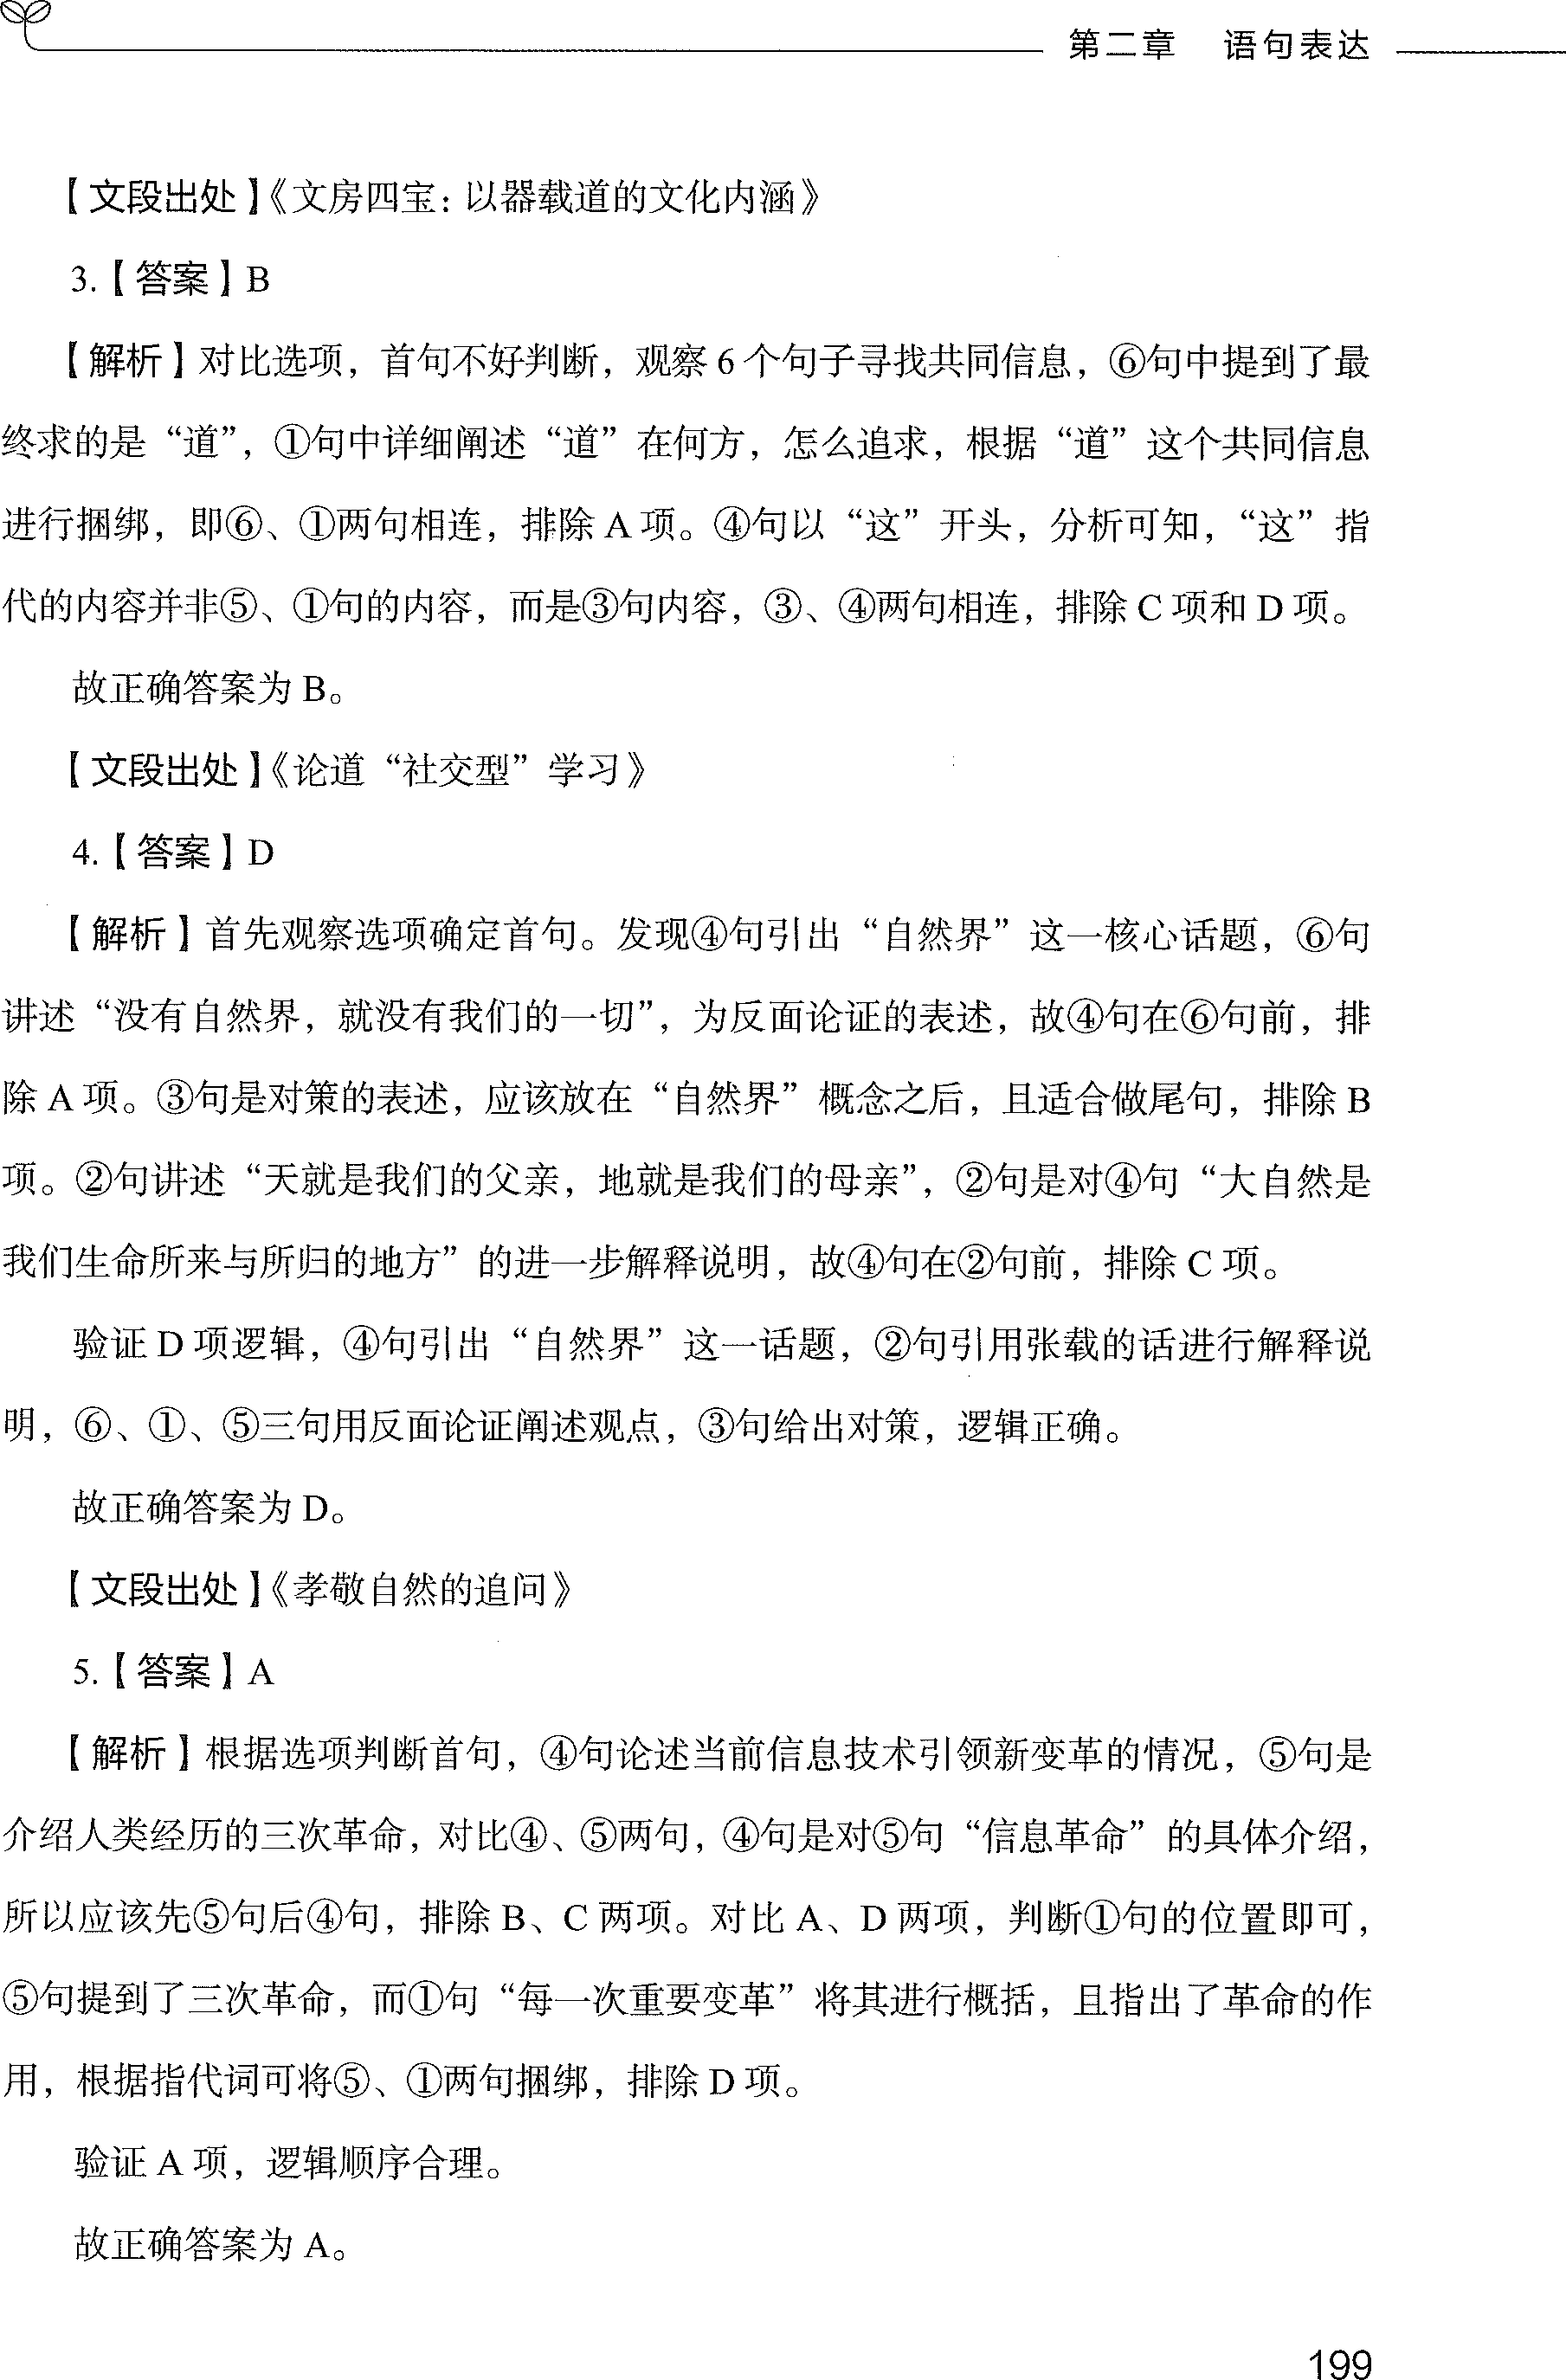 第二章 语句表达
【文段出处】《文房四宝：以器载道的文化内涵》
3.【答案】B
【解析】对比选项，首句不好判断，观察 6 个句子寻找共同信息，⑥句中提到了最
终求的是“道”，①句中详细阐述“道”在何方，怎么追求，根据“道”这个共同信息
进行捆绑，即⑥、①两句相连，排除 A 项。④句以“这”开头，分析可知，“这”指
代的内容并非⑤、①句的内容，而是③句内容，③、④两句相连，排除 C 项和 D 项。
故正确答案为 B。
【文段出处】《论道“社交型”学习》
4.【答案】D
【解析】首先观察选项确定首句。发现④句引出“自然界”这一核心话题，⑥句
讲述“没有自然界，就没有我们的一切”，为反面论证的表述，故④句在⑥句前，排
除 A 项。③句是对策的表述，应该放在“自然界”概念之后，且适合做尾句，排除 B
项。②句讲述“天就是我们的父亲，地就是我们的母亲”，②句是对④句“大自然是
我们生命所来与所归的地方”的进一步解释说明，故④句在②句前，排除 C 项。
验证 D 项逻辑，④句引出“自然界”这一话题，②句引用张载的话进行解释说
明，⑥、①、⑤三句用反面论证阐述观点，③句给出对策，逻辑正确。
故正确答案为 D。
【文段出处】《孝敬自然的追问》
5.【答案】A
【解析】根据选项判断首句，④句论述当前信息技术引领新变革的情况，⑤句是
介绍人类经历的三次革命，对比④、⑤两句，④句是对⑤句“信息革命”的具体介绍，
所以应该先⑤句后④句，排除 B、C 两项。对比 A、D 两项，判断①句的位置即可，
⑤句提到了三次革命，而①句“每一次重要变革”将其进行概括，且指出了革命的作
用，根据指代词可将⑤、①两句捆绑，排除 D 项。
验证 A 项，逻辑顺序合理。
故正确答案为 A。
199